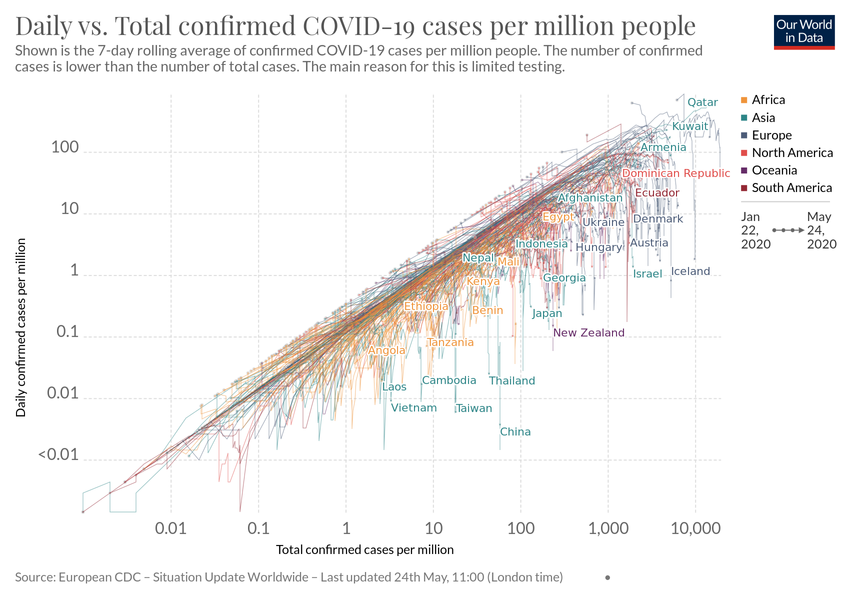 Daily vs. Total confirmed COVID-19 cases per million people
Shown is the 7-day rolling average of confirmed COVID-19 cases per million people. The number of confirmed
cases is lower than the number of total cases. The main reason for this is limited testing.
Our World
in Data
Africa
Asia
Europe
North America
Oceania
South America
Jan
22,
2020
May
24,
2020
Daily confirmed cases per million
100
10
1
0.1
0.01
<0.01
Qatar
Kuwait
Armenia
Dominican Republic
Ecuador
Afghanistan
Egypt
Ukraine
Denmark
Indonesia
Hungary
Austria
Nepal
Mali
Israel
Iceland
Kenya
Georgia
Ethiopia
Benin
Japan
New Zealand
Tanzania
Angola
Laos
Cambodia
Thailand
Vietnam
Taiwan
China
0.01
0.1
1
10
100
1,000
10,000
Total confirmed cases per million
Source: European CDC – Situation Update Worldwide – Last updated 24th May, 11:00 (London time)